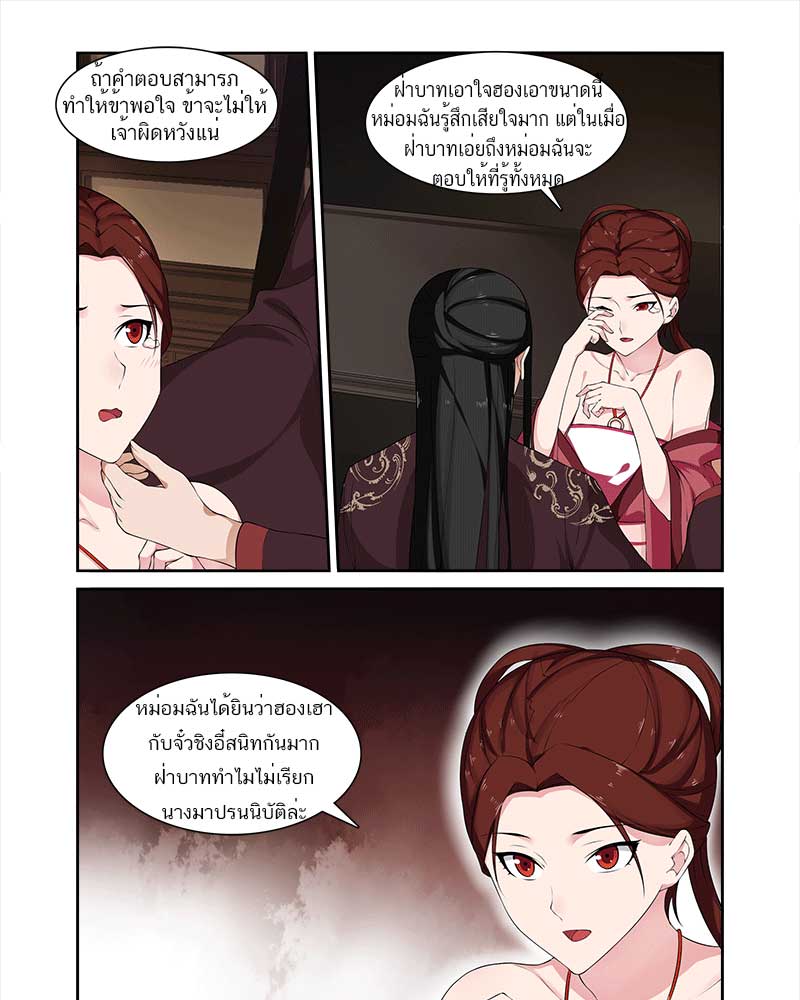 ถ้าคำตอบสามารภ
ทำให้ข้าพอใจ ข้าจะไม่ให้
เจ้าผิดหวังแน่
ฝ่าบาทเอาใจฮองเอาขนาดนี้
หม่อมฉันรู้สึกเสียใจมาก แต่ในเมื่อ
ฝ่าบาทเอ่ยถึงหม่อมฉันจะ
ตอบให้ที่รู้ทั้งหมด
หม่อมฉันได้ยินว่าฮองเฮา
กับจั๋วชิงอี๋สนิทกันมาก
ฝ่าบาททำไมไม่เรียก
นางมาปรนนิบัติล่ะ